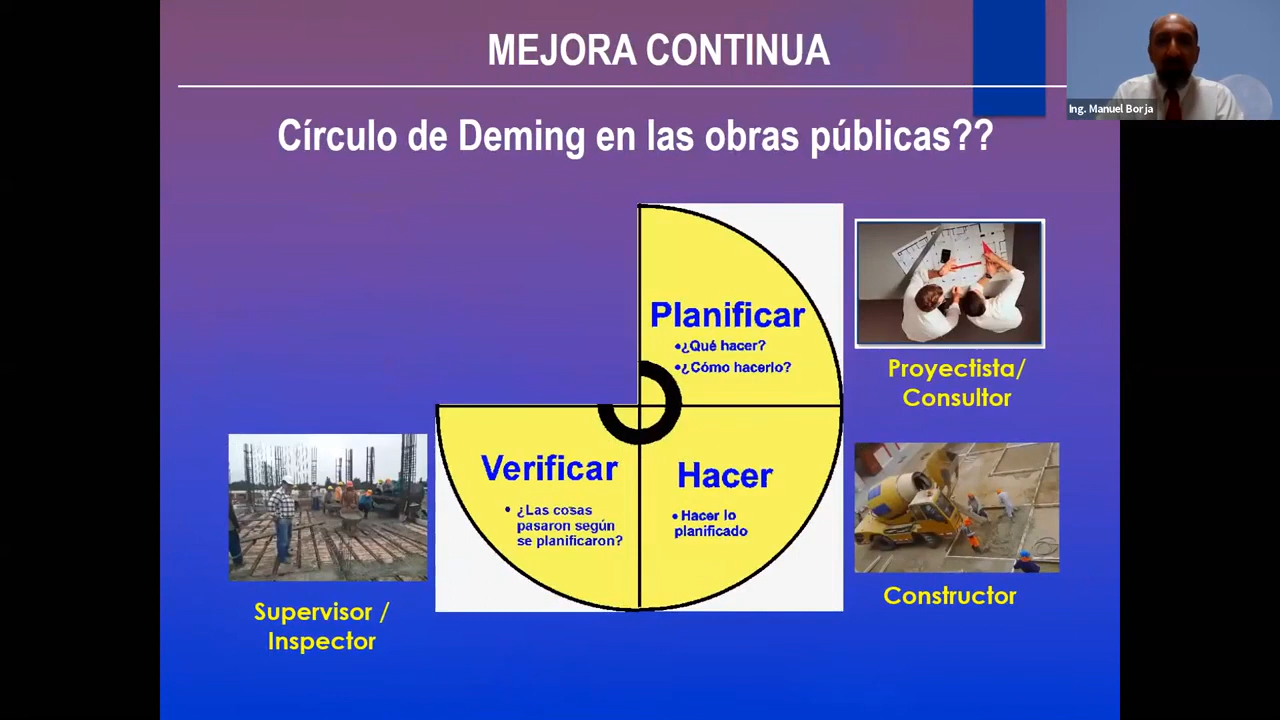 MEJORA CONTINUA
Ing. Manuel Borja
Círculo de Deming en las obras públicas??
Planificar
•¿Qué hacer?
•¿Cómo hacerlo?
Proyectista/
Consultor
Verificar
• ¿Las cosas
pasaron según
se planificaron?
Hacer
• Hacer lo
planificado
Constructor
Supervisor /
Inspector